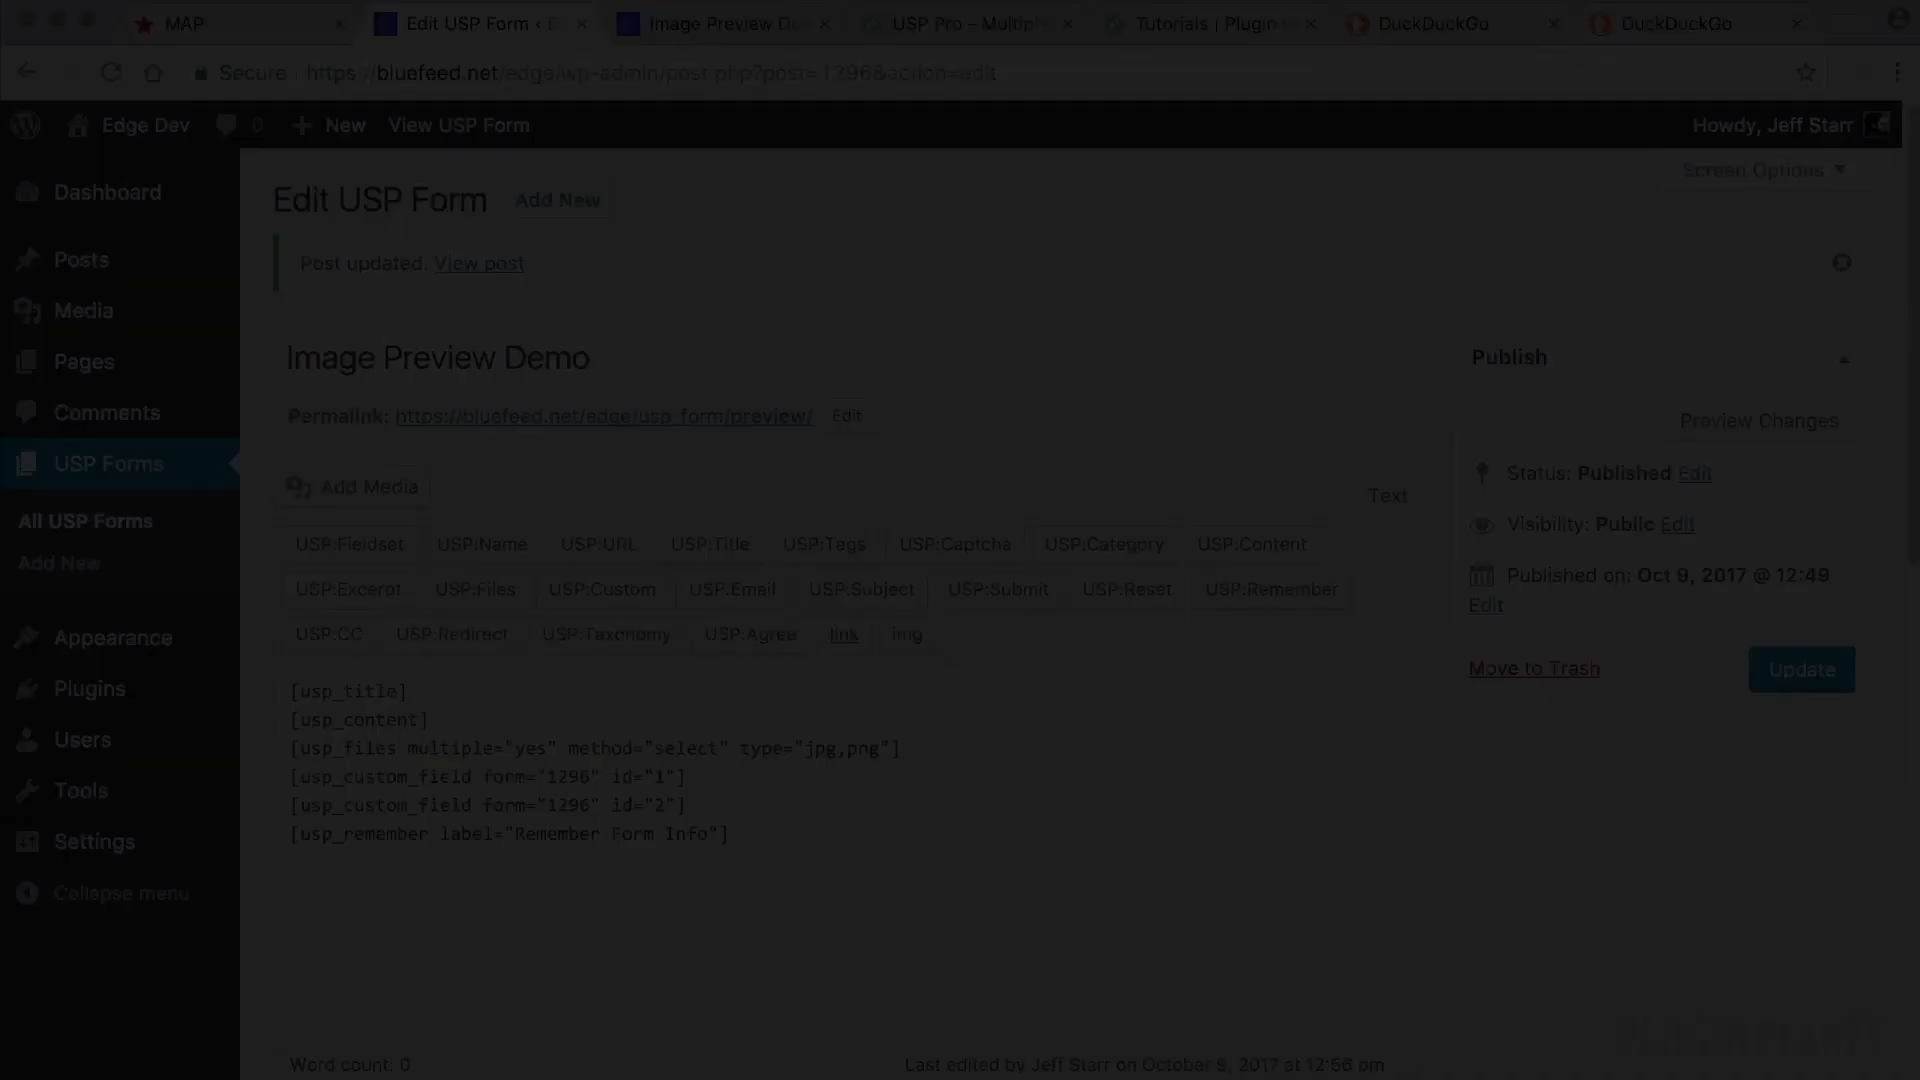 MAP
Edit USP Form
Image Preview De
USP Pro – Multipl
Tutorials | Plugin
DuckDuckGo
DuckDuckGo
Secure https://bluefeed.net/edge/wp-admin/post.php?post=1296&action=edit
Edge Dev 0 New View USP Form Howdy, Jeff Starr
Screen Options
Dashboard
Posts
Media
Pages
Comments
USP Forms
All USP Forms
Add New
Appearance
Plugins
Users
Tools
Settings
Collapse menu
Edit USP Form Add New
Post updated. View post
Image Preview Demo
Permalink: https://bluefeed.net/edge/usp_form/preview/ Edit
Add Media
Text
USP:Fieldset USP:Name USP:URL USP:Title USP:Tags USP:Captcha USP:Category USP:Content
USP:Excerpt USP:Files USP:Custom USP:Email USP:Subject USP:Submit USP:Reset USP:Remember
USP:CC USP:Redirect USP:Taxonomy USP:Agree link img
[usp_title]
[usp_content]
[usp_files multiple="yes" method="select" type="jpg,png"]
[usp_custom_field form="1296" id="1"]
[usp_custom_field form="1296" id="2"]
[usp_remember label="Remember Form Info"]
Word count: 0
Last edited by Jeff Starr on October 9, 2017 at 12:56 pm
Publish
Preview Changes
Status: Published Edit
Visibility: Public Edit
Published on: Oct 9, 2017 @ 12:49
Edit
Move to Trash
Update